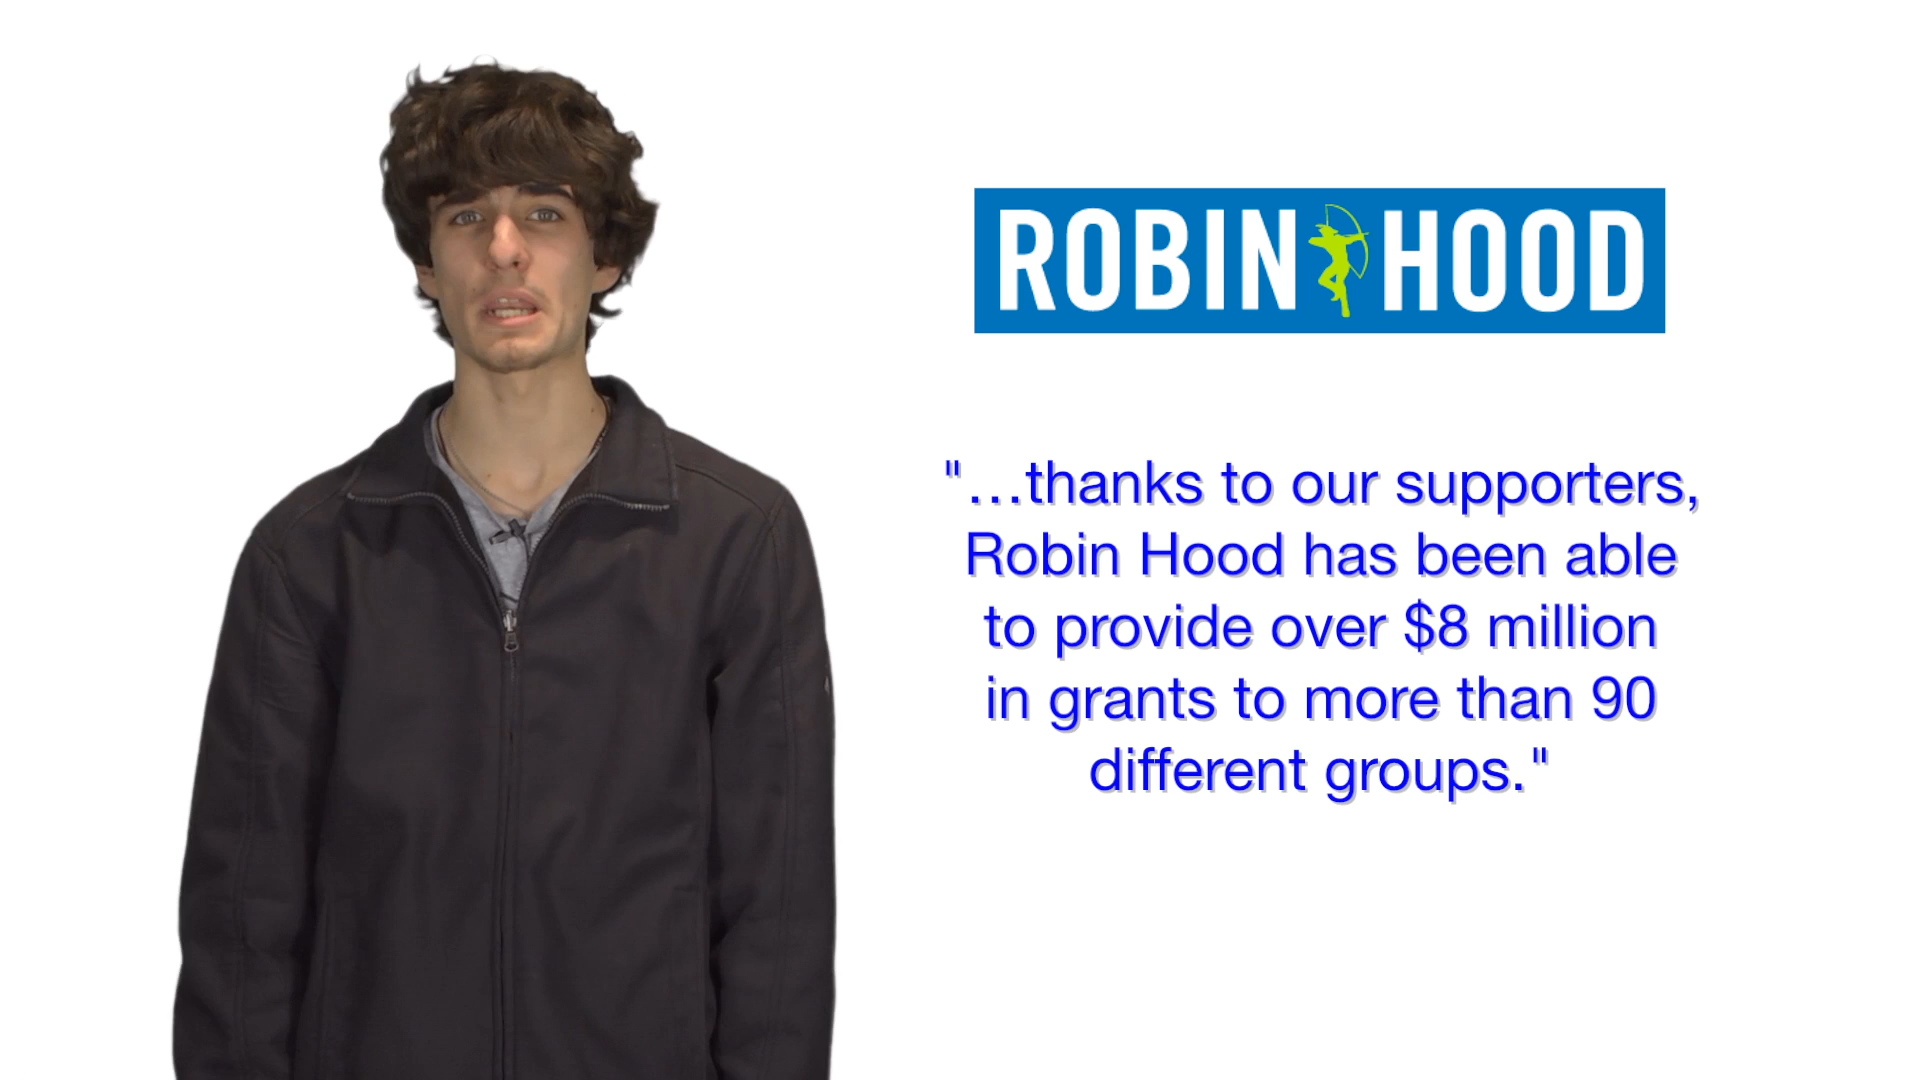 ROBIN HOOD
"...thanks to our supporters,
Robin Hood has been able
to provide over $8 million
in grants to more than 90
different groups."